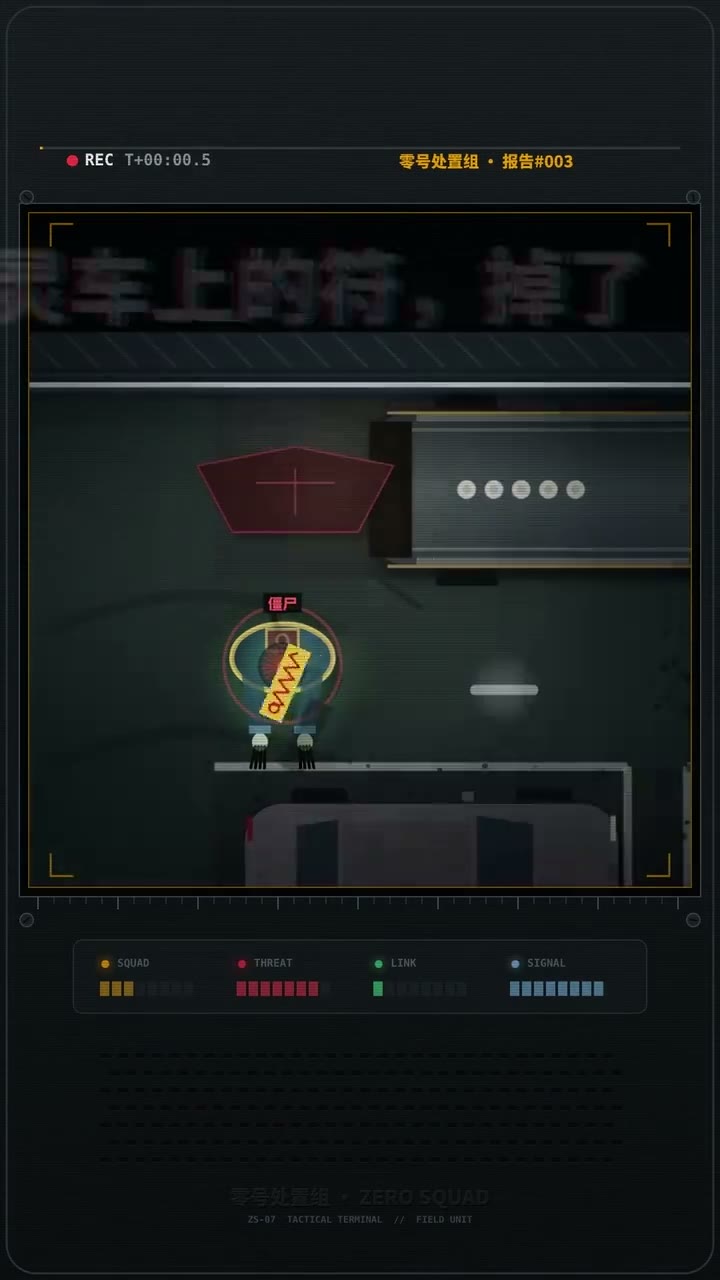 REC T+00:00.5
零号处置组 • 报告#003
灵车上的符，掉了
僵尸
SQUAD
THREAT
LINK
SIGNAL
零号处置组 • ZERO SQUAD
ZS-07 TACTICAL TERMINAL // FIELD UNIT